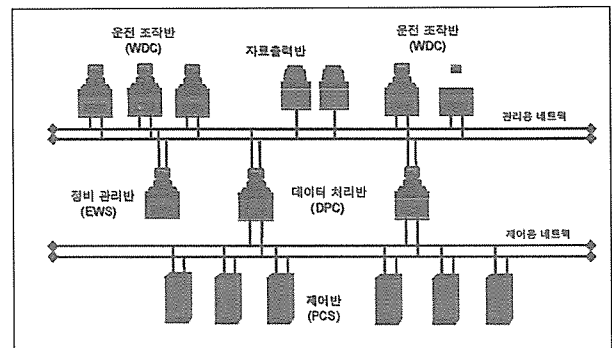 운전 조작반
(WDC)
자료출력반
운전 조작반
(WDC)
관리용 네트웍
정비 관리반
(EWS)
데이터 처리반
(DPC)
제어용 네트웍
제어반
(PCS)